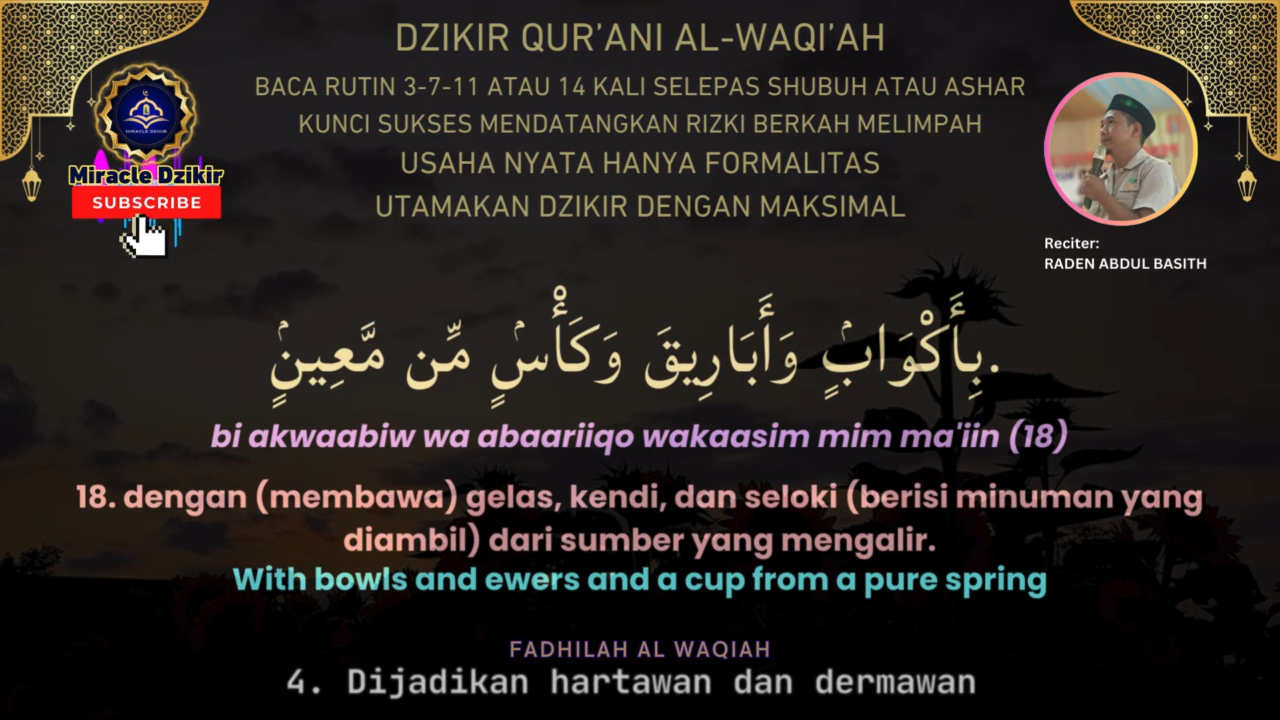 DZIKIR QUR’ANI AL-WAQI’AH
BACA RUTIN 3-7-11 ATAU 14 KALI SELEPAS SHUBUH ATAU ASHAR
KUNCI SUKSES MENDATANGKAN RIZKI BERKAH MELIMPAH
USAHA NYATA HANYA FORMALITAS
UTAMAKAN DZIKIR DENGAN MAKSIMAL
MIRACLE DZIKIR
Miracle Dzikir
SUBSCRIBE
Reciter:
RADEN ABDUL BASITH
بِأَكْوَابٍۢ وَأَبَارِيقَ وَكَأْسٍۢ مِّن مَّعِينٍۢ.
bi akwaabiw wa abaariiqo wakaasim mim ma'iin (18)
18. dengan (membawa) gelas, kendi, dan seloki (berisi minuman yang
diambil) dari sumber yang mengalir.
With bowls and ewers and a cup from a pure spring
FADHILAH AL WAQIAH
4. Dijadikan hartawan dan dermawan